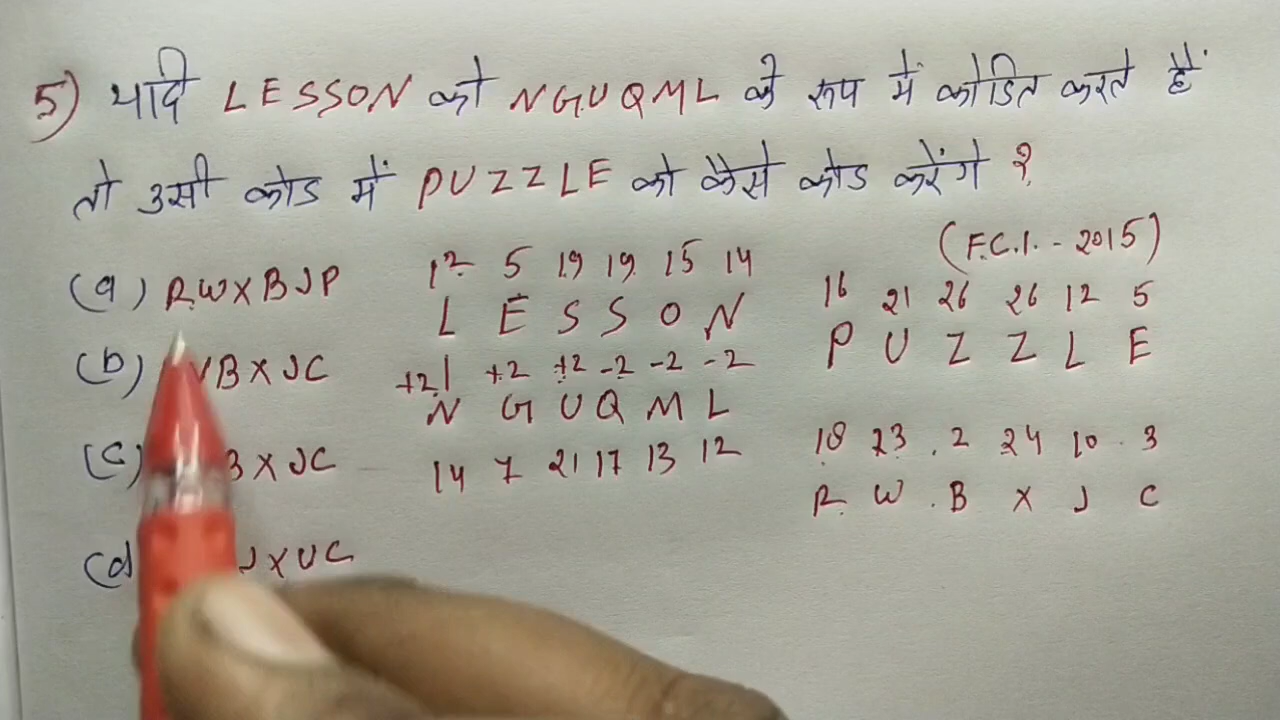 5) यदि LESSON को NGUQML के रूप में कोडित करते हैं
तो उसी कोड में PUZZLE को कैसे कोड करेंगे ?
(F.C.I. - 2015)
(a) RWXBJP
(b) VBXJC
(c) BXJC
(d) XUC
12 5 19 19 15 14
L E S S O N
+2 +2 +2 -2 -2 -2
N G U Q M L
14 7 21 17 13 12
16 21 26 26 12 5
P U Z Z L E
18 23 2 24 10 3
R W B X J C